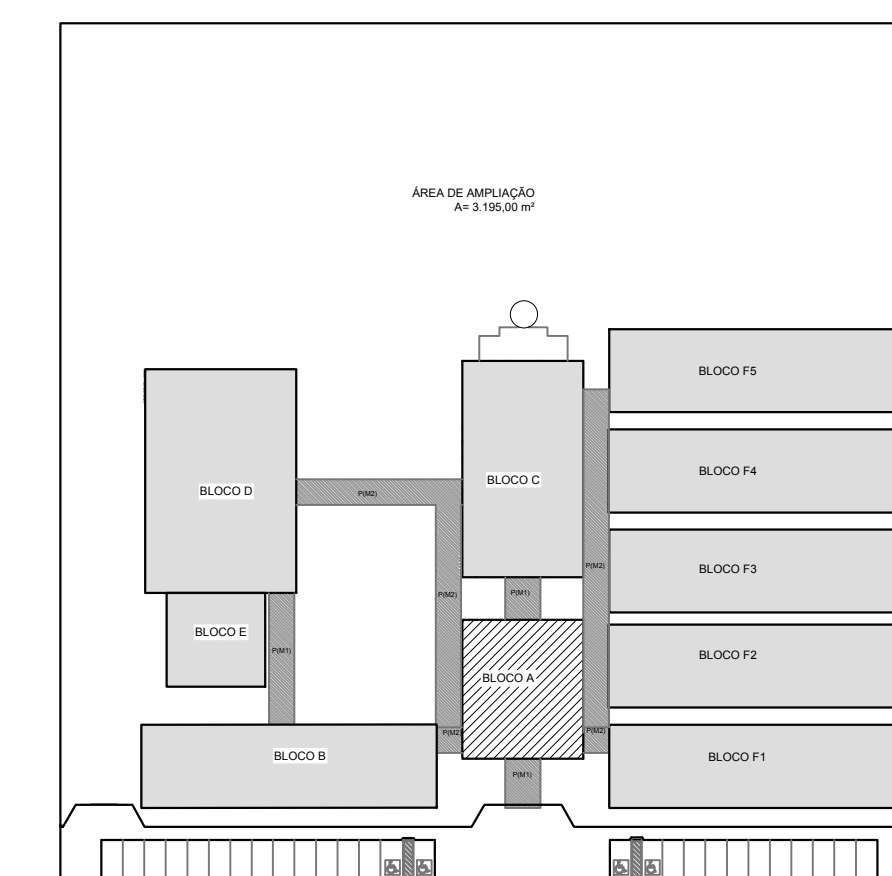 ÁREA DE AMPLIAÇÃO
A= 3.195,00 m²
BLOCO F5
BLOCO F4
BLOCO C
BLOCO D
P(M2)
BLOCO F3
P(M2)
P(M1)
P(M2)
BLOCO E
P(M1)
BLOCO F2
BLOCO A
P(M2)
P(M2)
BLOCO B
BLOCO F1
P(M1)